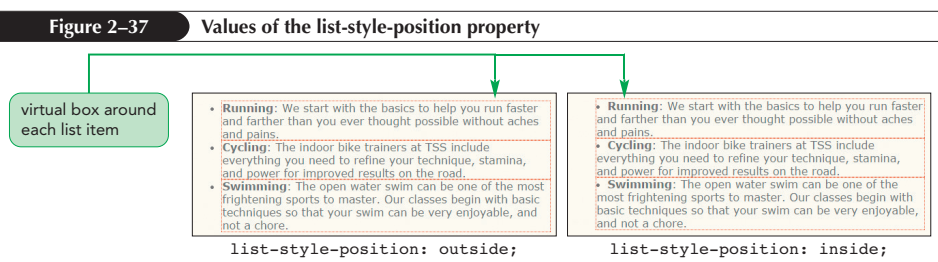 Figure 2–37 Values of the list-style-position property
virtual box around
each list item
• Running: We start with the basics to help you run faster
and farther than you ever thought possible without aches
and pains.
• Cycling: The indoor bike trainers at TSS include
everything you need to refine your technique, stamina,
and power for improved results on the road.
• Swimming: The open water swim can be one of the most
frightening sports to master. Our classes begin with basic
techniques so that your swim can be very enjoyable, and
not a chore.
list-style-position: outside;
• Running: We start with the basics to help you run faster
and farther than you ever thought possible without aches
and pains.
• Cycling: The indoor bike trainers at TSS include
everything you need to refine your technique, stamina,
and power for improved results on the road.
• Swimming: The open water swim can be one of the
most frightening sports to master. Our classes begin with
basic techniques so that your swim can be very enjoyable,
and not a chore.
list-style-position: inside;